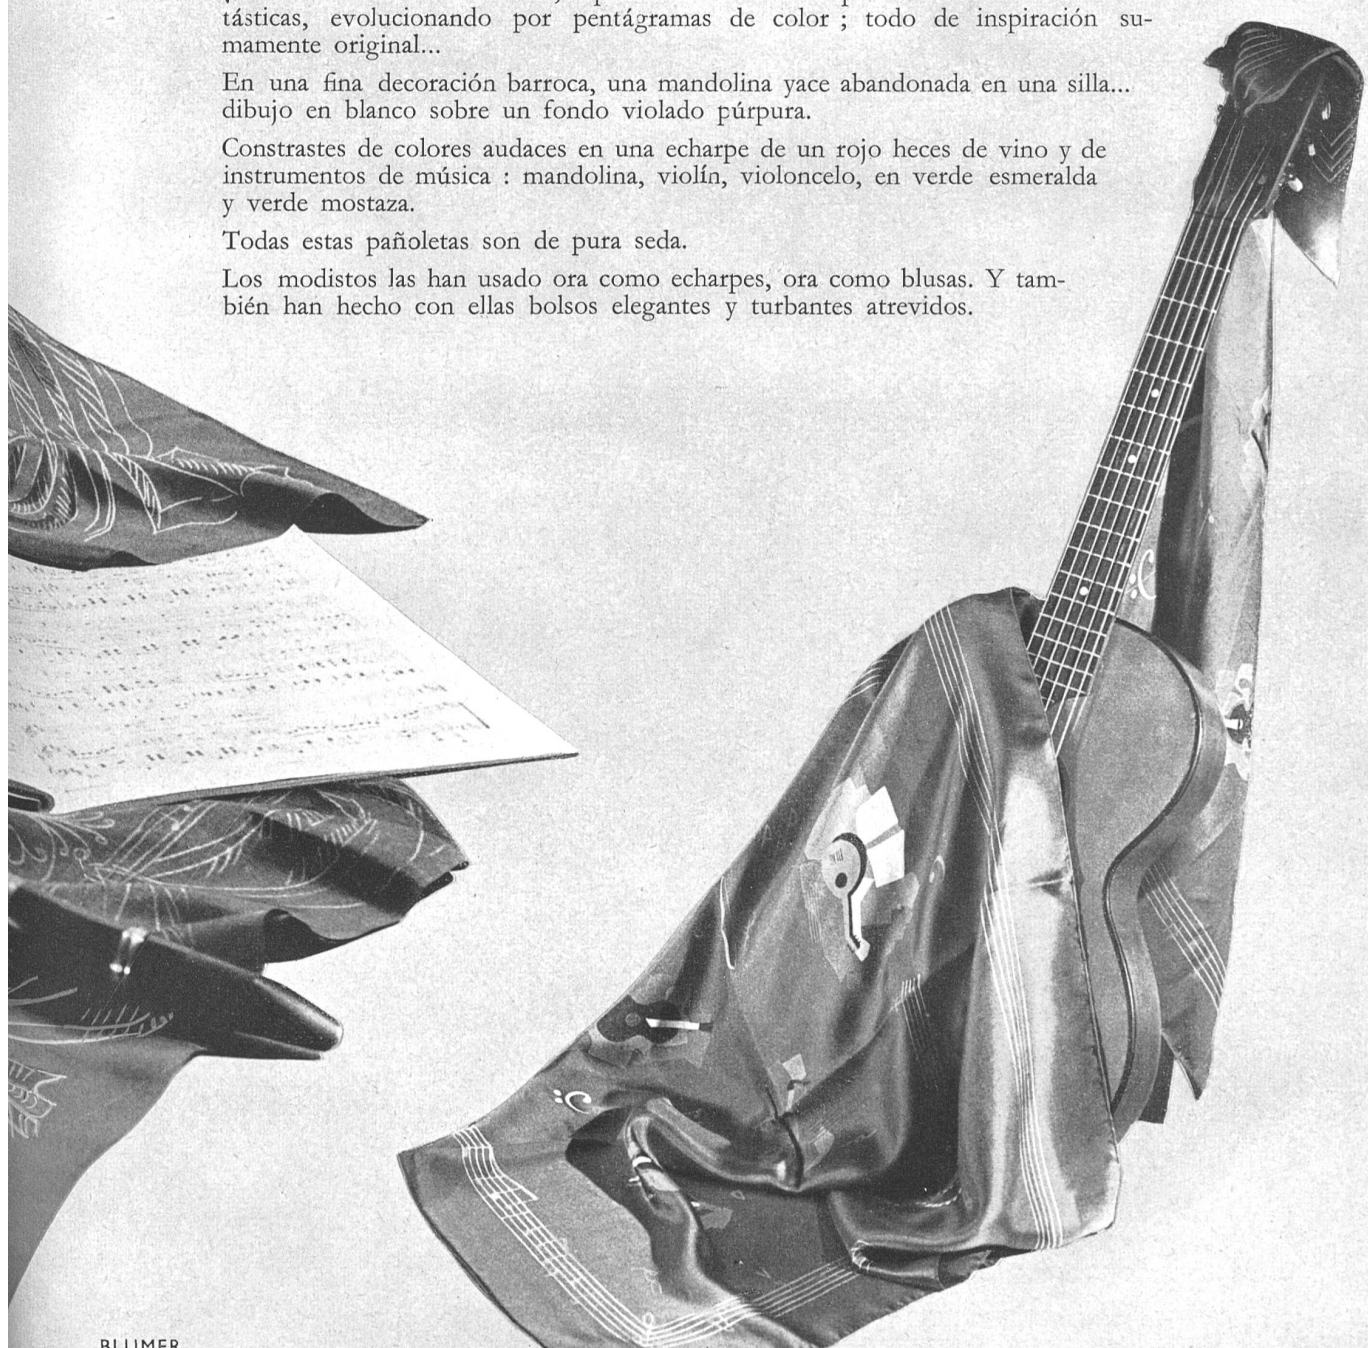 tásticas, evolucionando por pentágramas de color ; todo de inspiración su-
mamente original...
En una fina decoración barroca, una mandolina yace abandonada en una silla...
dibujo en blanco sobre un fondo violado púrpura.
Constrastes de colores audaces en una echarpe de un rojo heces de vino y de
instrumentos de música : mandolina, violín, violoncelo, en verde esmeralda
y verde mostaza.
Todas estas pañoletas son de pura seda.
Los modistos las han usado ora como echarpes, ora como blusas. Y tam-
bién han hecho con ellas bolsos elegantes y turbantes atrevidos.
BLUMER